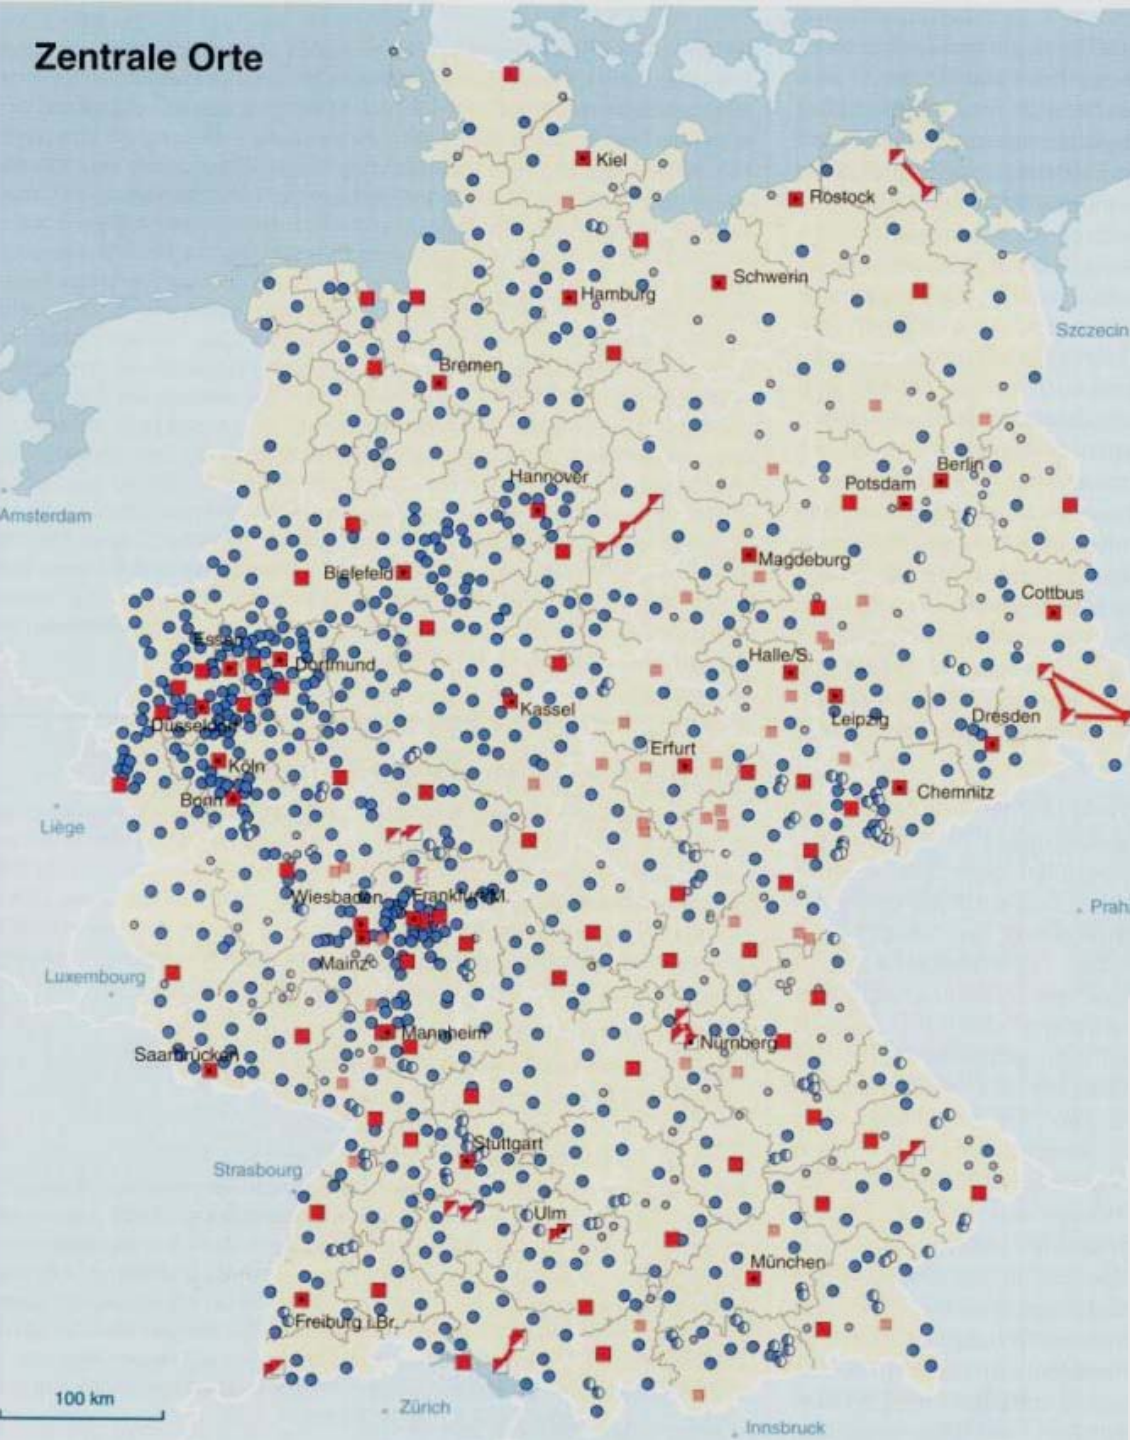 Zentrale Orte
Kiel
Rostock
Schwerin
Hamburg
Szczecin
Bremen
Hannover
Berlin
Potsdam
Amsterdam
Magdeburg
Bielefeld
Cottbus
Essen
Dortmund
Halle/S.
Kassel
Leipzig
Dresden
Düsseldorf
Erfurt
Köln
Chemnitz
Bonn
Liège
Wiesbaden
Frankfurt/M.
Prah
Mainz
Luxembourg
Mannheim
Nürnberg
Saarbrücken
Stuttgart
Strasbourg
Ulm
München
Freiburg i.Br.
100 km
Zürich
Innsbruck